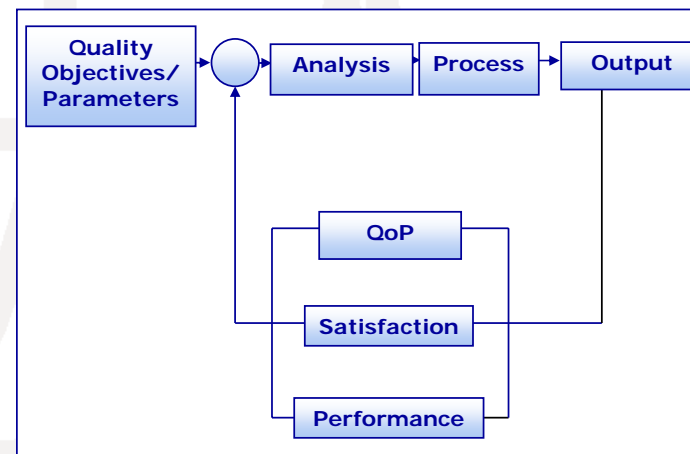 Quality
Objectives/
Parameters
Analysis
Process
Output
QoP
Satisfaction
Performance